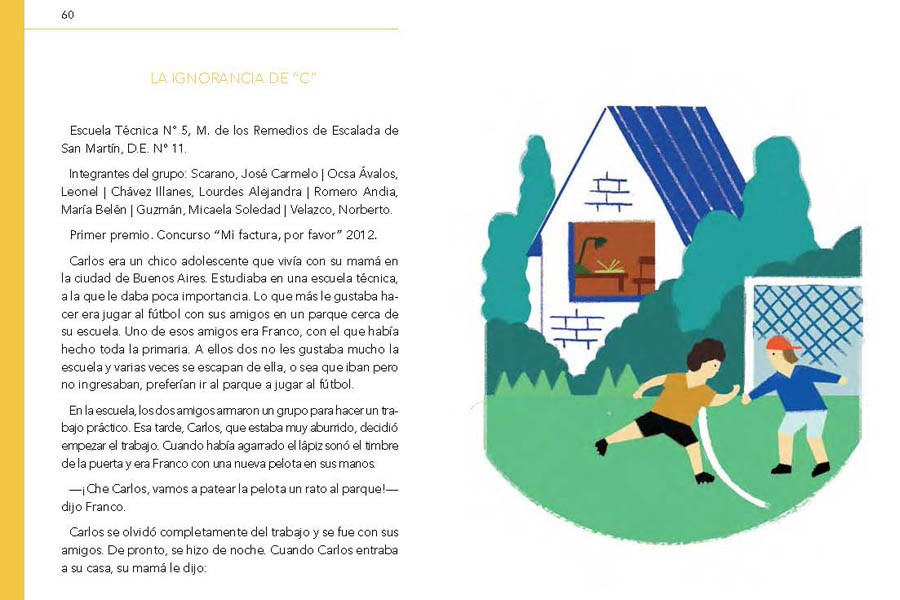 60
LA IGNORANCIA DE “C”
Escuela Técnica N° 5, M. de los Remedios de Escalada de
San Martín, D.E. N° 11.
Integrantes del grupo: Scarano, José Carmelo | Ocsa Ávalos,
Leonel | Chávez Illanes, Lourdes Alejandra | Romero Andia,
María Belén | Guzmán, Micaela Soledad | Velazco, Norberto.
Primer premio. Concurso “Mi factura, por favor” 2012.
Carlos era un chico adolescente que vivía con su mamá en
la ciudad de Buenos Aires. Estudiaba en una escuela técnica,
a la que le daba poca importancia. Lo que más le gustaba ha-
cer era jugar al fútbol con sus amigos en un parque cerca de
su escuela. Uno de esos amigos era Franco, con el que había
hecho toda la primaria. A ellos dos no les gustaba mucho la
escuela y varias veces se escapan de ella, o sea que iban pero
no ingresaban, preferían ir al parque a jugar al fútbol.
En la escuela, los dos amigos armaron un grupo para hacer un tra-
bajo práctico. Esa tarde, Carlos, que estaba muy aburrido, decidió
empezar el trabajo. Cuando había agarrado el lápiz sonó el timbre
de la puerta y era Franco con una nueva pelota en sus manos.
—¡Che Carlos, vamos a patear la pelota un rato al parque!—
dijo Franco.
Carlos se olvidó completamente del trabajo y se fue con sus
amigos. De pronto, se hizo de noche. Cuando Carlos entraba
a su casa, su mamá le dijo: